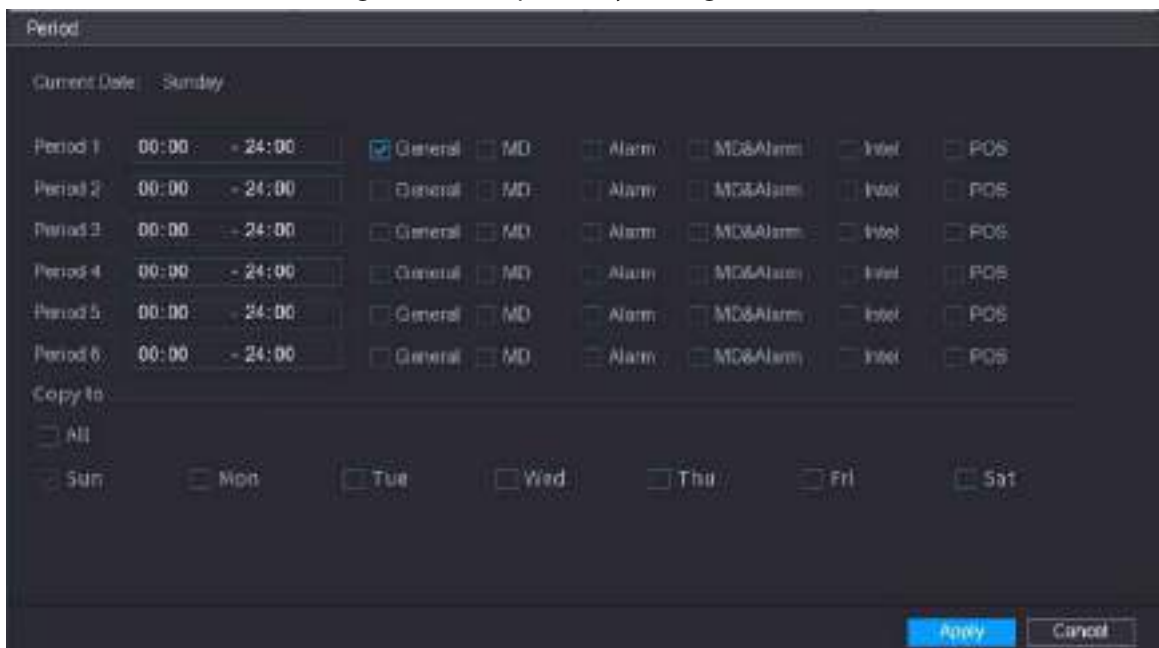 Period
Current Date: Sunday
Period 1 00:00 - 24:00 General MD Alarm MD&Alarm Intel POS
Period 2 00:00 - 24:00 General MD Alarm MD&Alarm Intel POS
Period 3 00:00 - 24:00 General MD Alarm MD&Alarm Intel POS
Period 4 00:00 - 24:00 General MD Alarm MD&Alarm Intel POS
Period 5 00:00 - 24:00 General MD Alarm MD&Alarm Intel POS
Period 6 00:00 - 24:00 General MD Alarm MD&Alarm Intel POS
Copy to
All
Sun Mon Tue Wed Thu Fri Sat
Apply Cancel